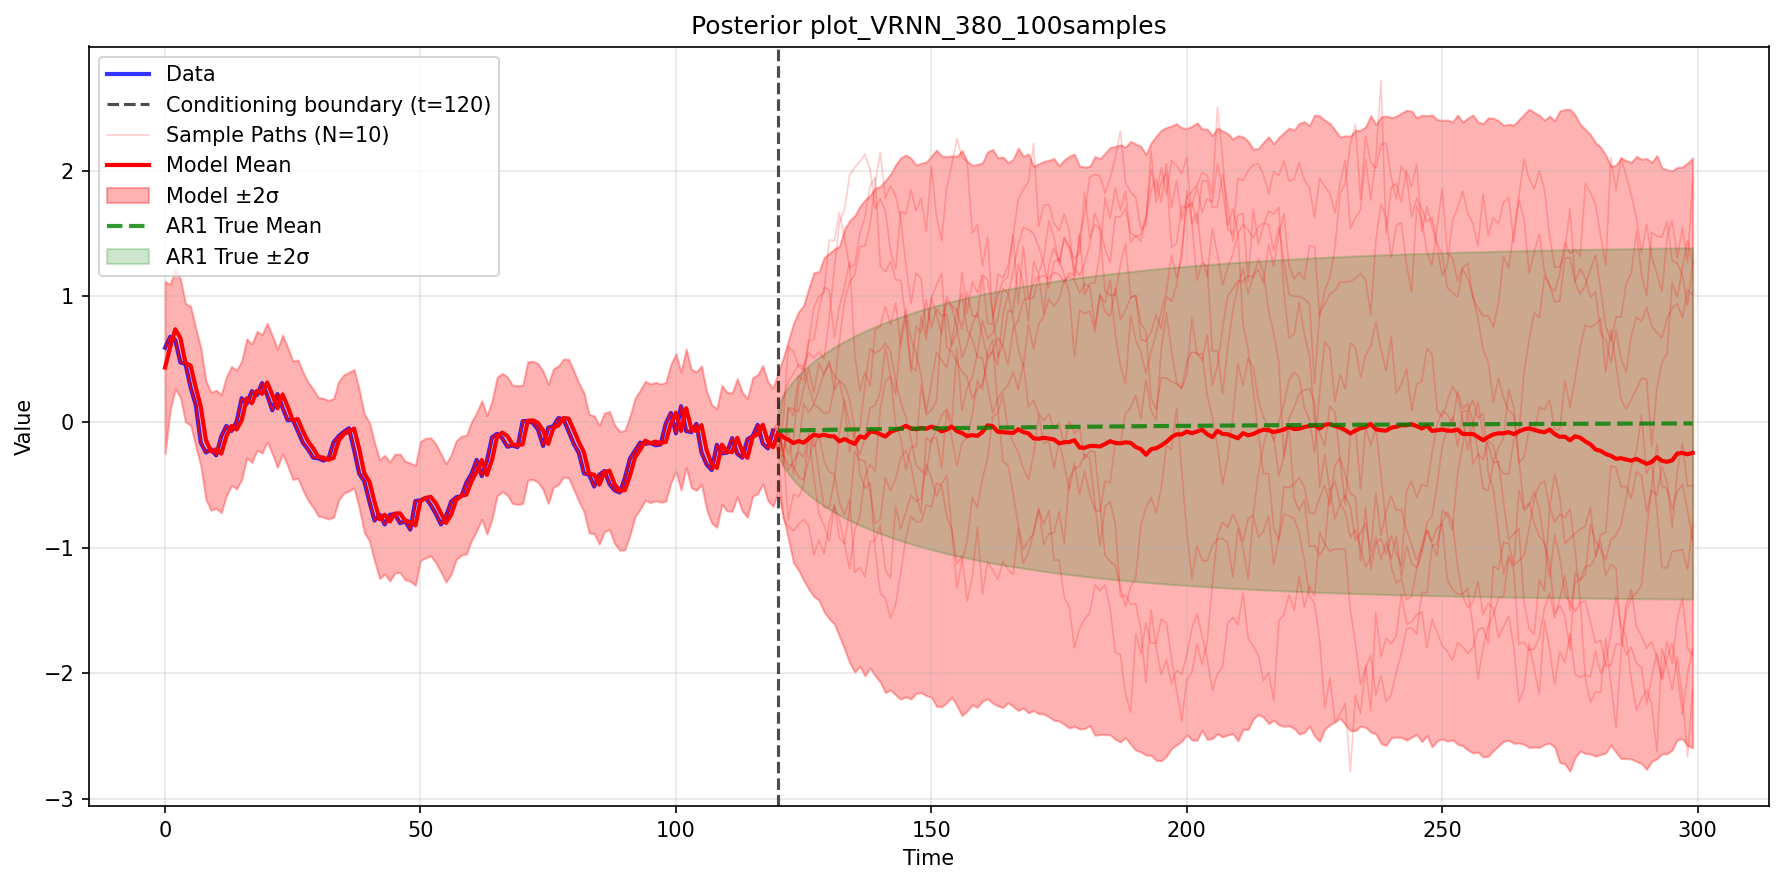 Posterior plot_VRNN_380_100samples
Data
Conditioning boundary (t=120)
Sample Paths (N=10)
Model Mean
Model ±2σ
AR1 True Mean
AR1 True ±2σ
Value
2
1
0
−1
−2
−3
0 50 100 150 200 250 300
Time